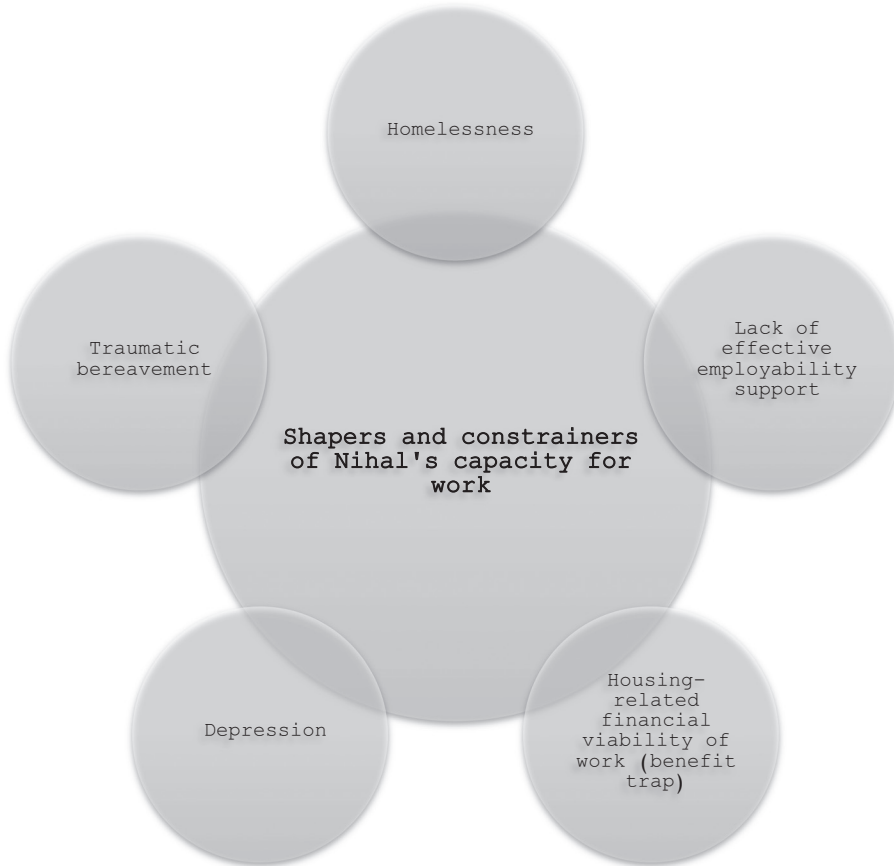 Homelessness
Traumatic
bereavement
Lack of
effective
employability
support
Shapers and constrainers
of Nihal's capacity for
work
Depression
Housing-
related
financial
viability of
work (benefit
trap)